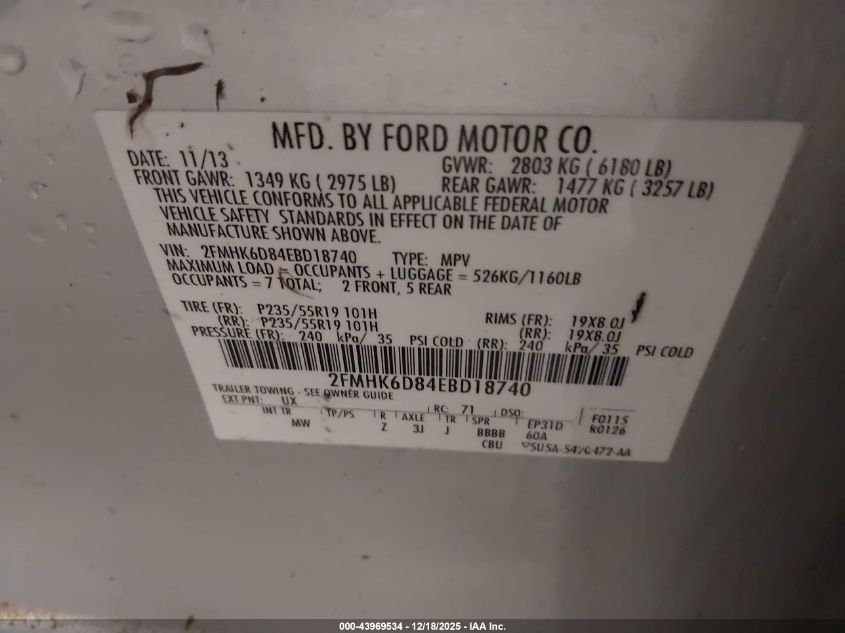 MFD. BY FORD MOTOR CO.
DATE: 11/13 GVWR: 2803 KG ( 6180 LB)
FRONT GAWR: 1349 KG ( 2975 LB) REAR GAWR: 1477 KG ( 3257 LB)
THIS VEHICLE CONFORMS TO ALL APPLICABLE FEDERAL MOTOR
VEHICLE SAFETY STANDARDS IN EFFECT ON THE DATE OF
MANUFACTURE SHOWN ABOVE.
VIN: 2FMHK6D84EBD18740 TYPE: MPV
MAXIMUM LOAD = OCCUPANTS + LUGGAGE = 526KG/1160LB
OCCUPANTS = 7 TOTAL; 2 FRONT, 5 REAR
TIRE (FR): P235/55R19 101H RIMS (FR): 19X8.0J
(RR): P235/55R19 101H (RR): 19X8.0J
PRESSURE (FR): 240 kPa/ 35 PSI COLD (RR): 240 kPa/ 35 PSI COLD
2FMHK6D84EBD18740
TRAILER TOWING - SEE OWNER GUIDE
EXT PNT: UX RC: 71 DSO: F0115
INT TR TP/PS R AXLE TR SPR EP31D R0126
MW Z 3J J BBBB 60A
CBU 5U5A-5420472-AA
000-43969534 - 12/18/2025 - IAA Inc.